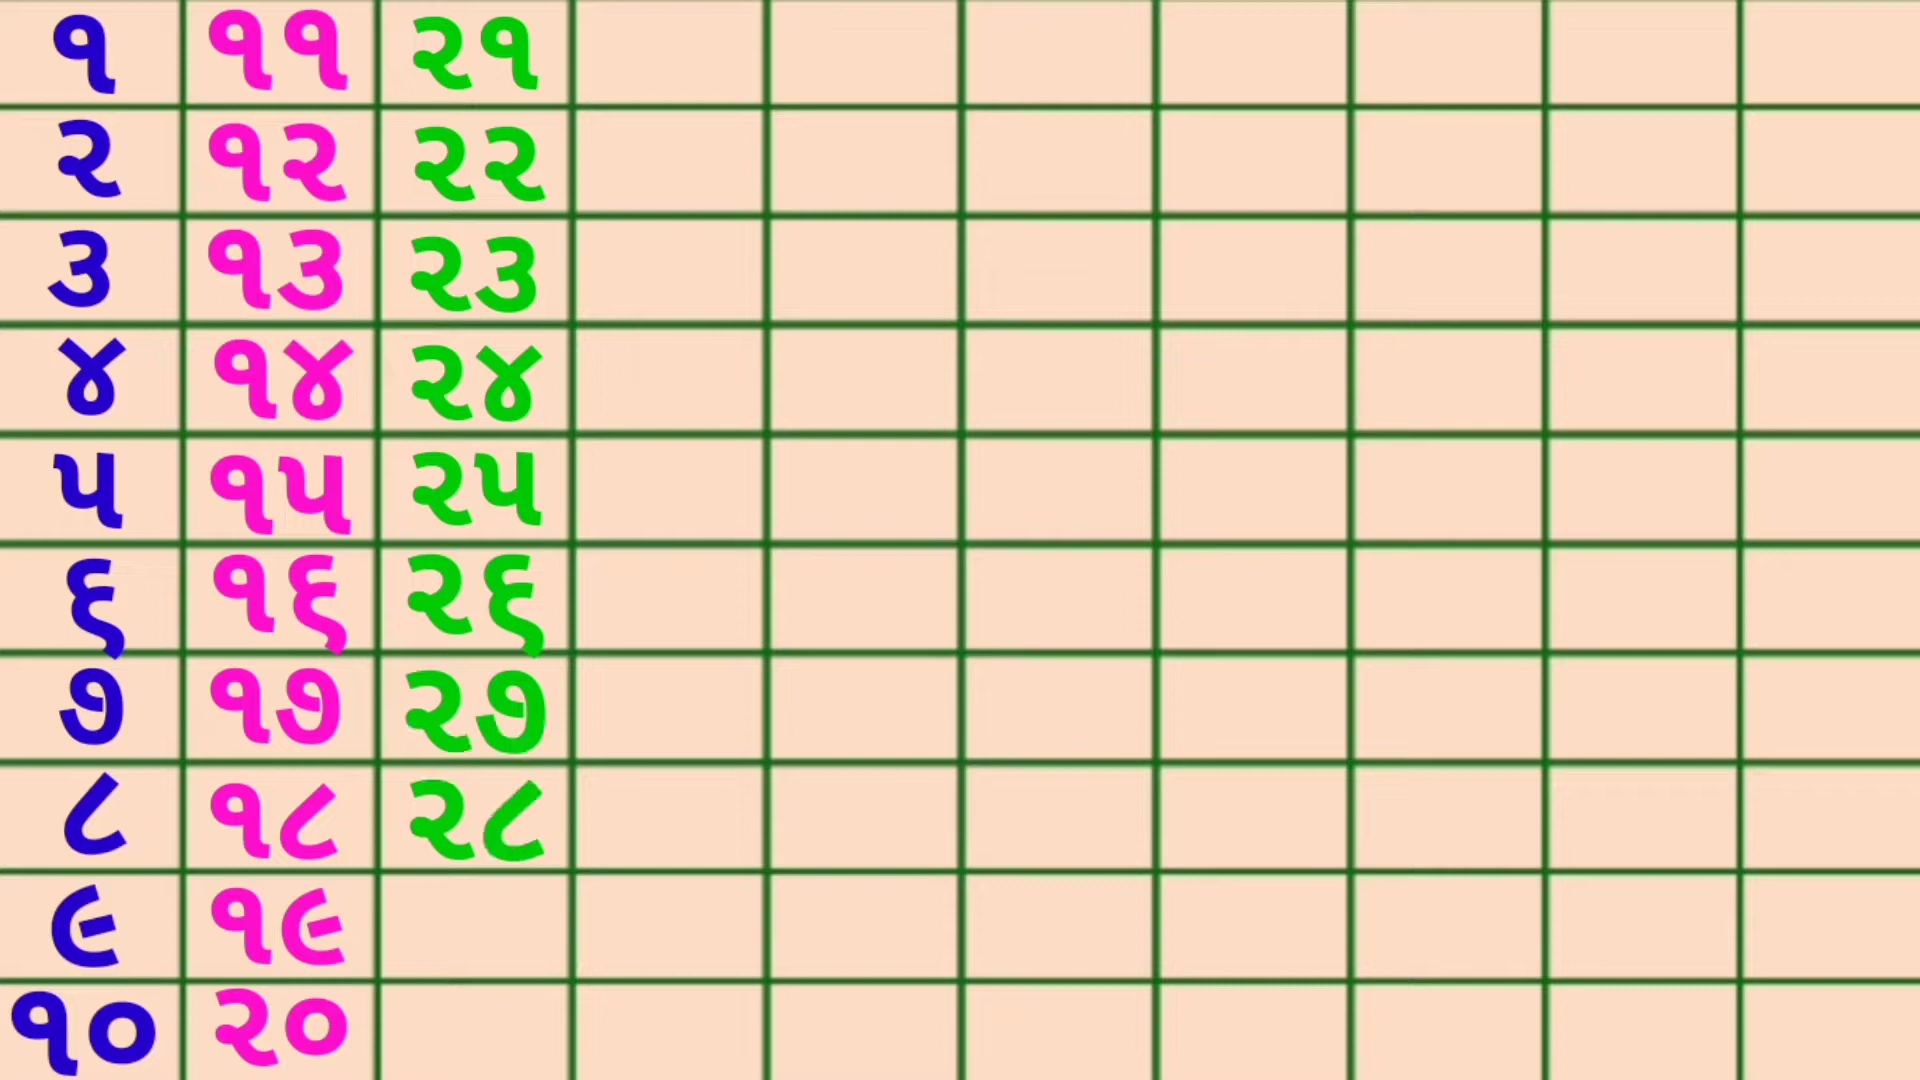 ૧ ૧૧ ૨૧
૨ ૧૨ ૨૨
૩ ૧૩ ૨૩
૪ ૧૪ ૨૪
૫ ૧૫ ૨૫
૬ ૧૬ ૨૬
૭ ૧૭ ૨૭
૮ ૧૮ ૨૮
૯ ૧૯
૧૦ ૨૦